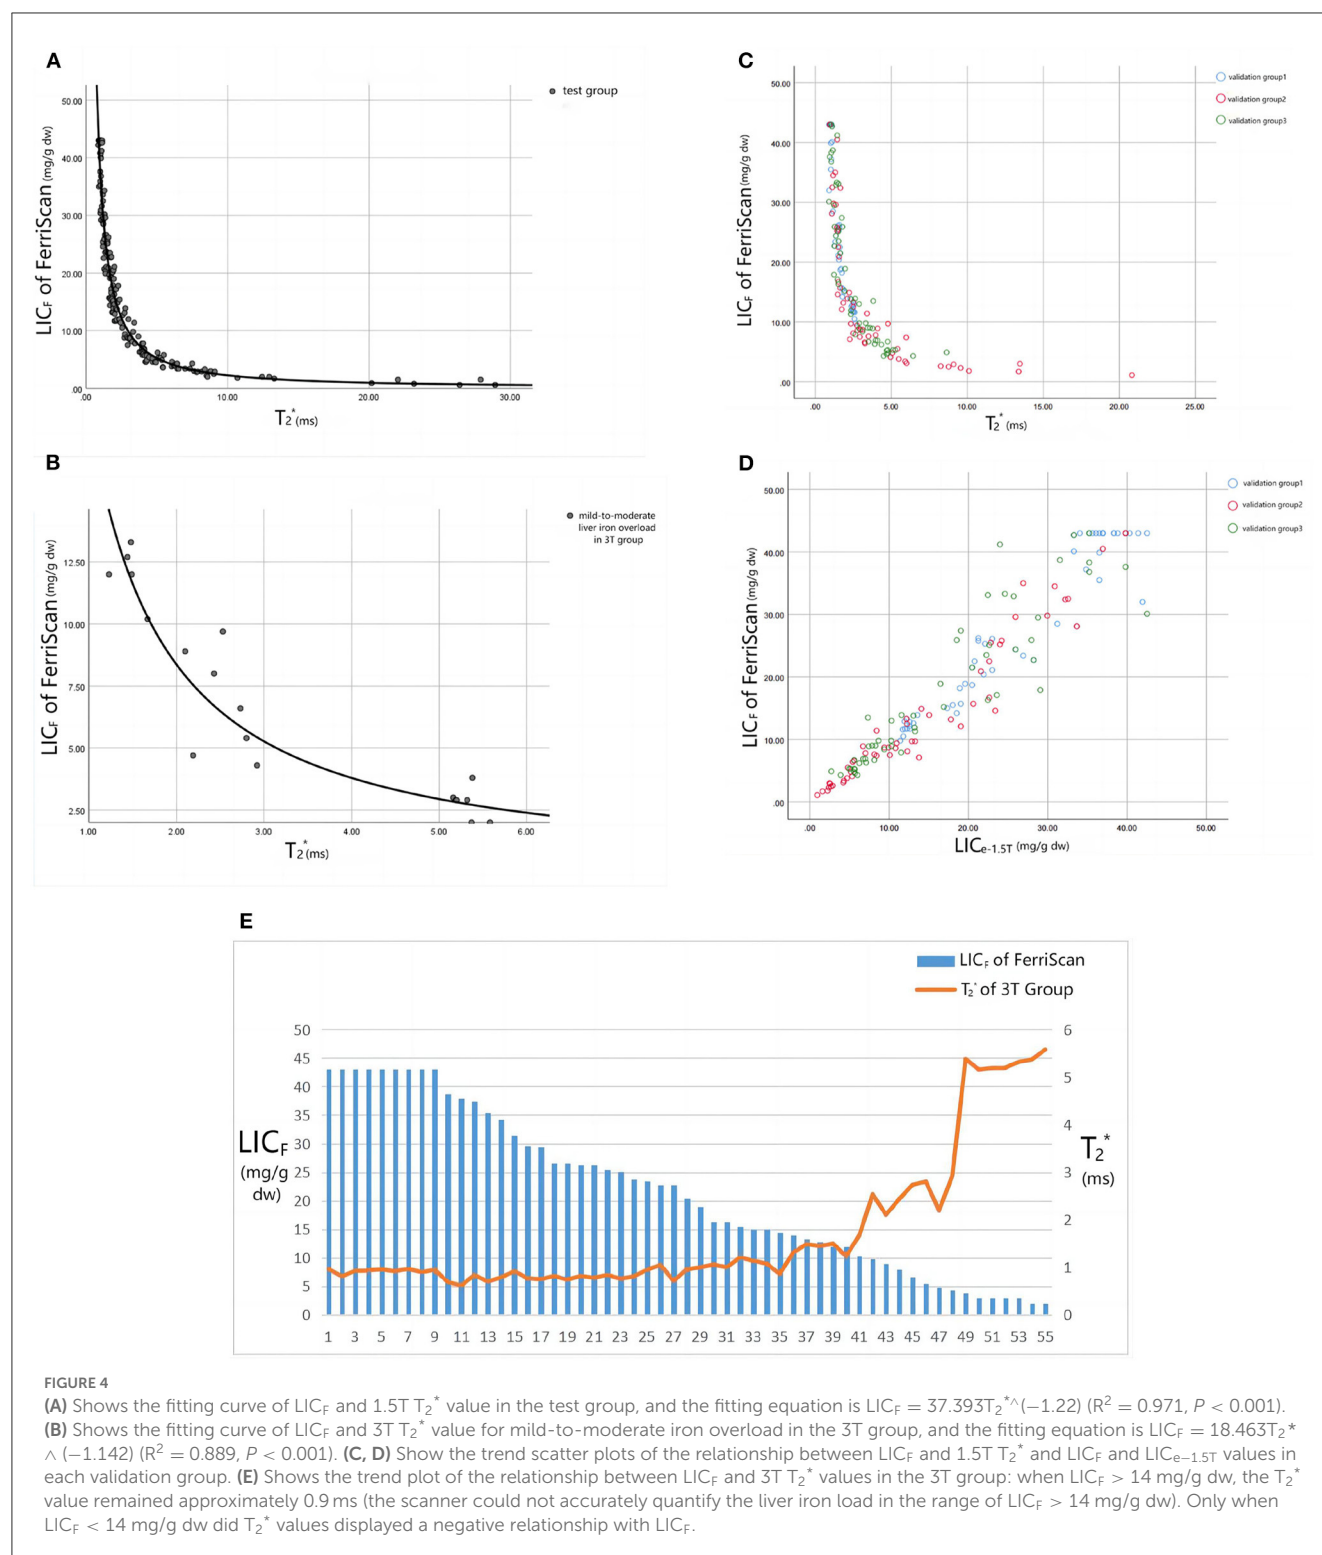 (A)
test group
50.00
40.00
30.00
20.00
10.00
.00
LICF of FerriScan (mg/g dw)
.00 10.00 20.00 30.00
T2* (ms)
(B)
mild-to-moderate
liver iron overload
in 3T group
12.50
10.00
7.50
5.00
2.50
LICF of FerriScan (mg/g dw)
1.00 2.00 3.00 4.00 5.00 6.00
T2* (ms)
(C)
validation group1
validation group2
validation group3
50.00
40.00
30.00
20.00
10.00
.00
LICF of FerriScan (mg/g dw)
.00 5.00 10.00 15.00 20.00 25.00
T2* (ms)
(D)
validation group1
validation group2
validation group3
50.00
40.00
30.00
20.00
10.00
.00
LICF of FerriScan (mg/g dw)
.00 10.00 20.00 30.00 40.00 50.00
LICe-1.5T (mg/g dw)
(E)
LICF of FerriScan
T2* of 3T Group
50 6
45
40 5
35
30 4
25 3
20
15 2
10 1
5
0 0
LICF
(mg/g
dw)
T2*
(ms)
1 3 5 7 9 11 13 15 17 19 21 23 25 27 29 31 33 35 37 39 41 43 45 47 49 51 53 55
FIGURE 4
(A) Shows the fitting curve of LICF and 1.5T T2* value in the test group, and the fitting equation is LICF = 37.393T2*^(−1.22) (R² = 0.971, P < 0.001).
(B) Shows the fitting curve of LICF and 3T T2* value for mild-to-moderate iron overload in the 3T group, and the fitting equation is LICF = 18.463T2*
∧ (−1.142) (R² = 0.889, P < 0.001). (C, D) Show the trend scatter plots of the relationship between LICF and 1.5T T2* and LICF and LICe−1.5T values in
each validation group. (E) Shows the trend plot of the relationship between LICF and 3T T2* values in the 3T group: when LICF > 14 mg/g dw, the T2*
value remained approximately 0.9 ms (the scanner could not accurately quantify the liver iron load in the range of LICF > 14 mg/g dw). Only when
LICF < 14 mg/g dw did T2* values displayed a negative relationship with LICF.